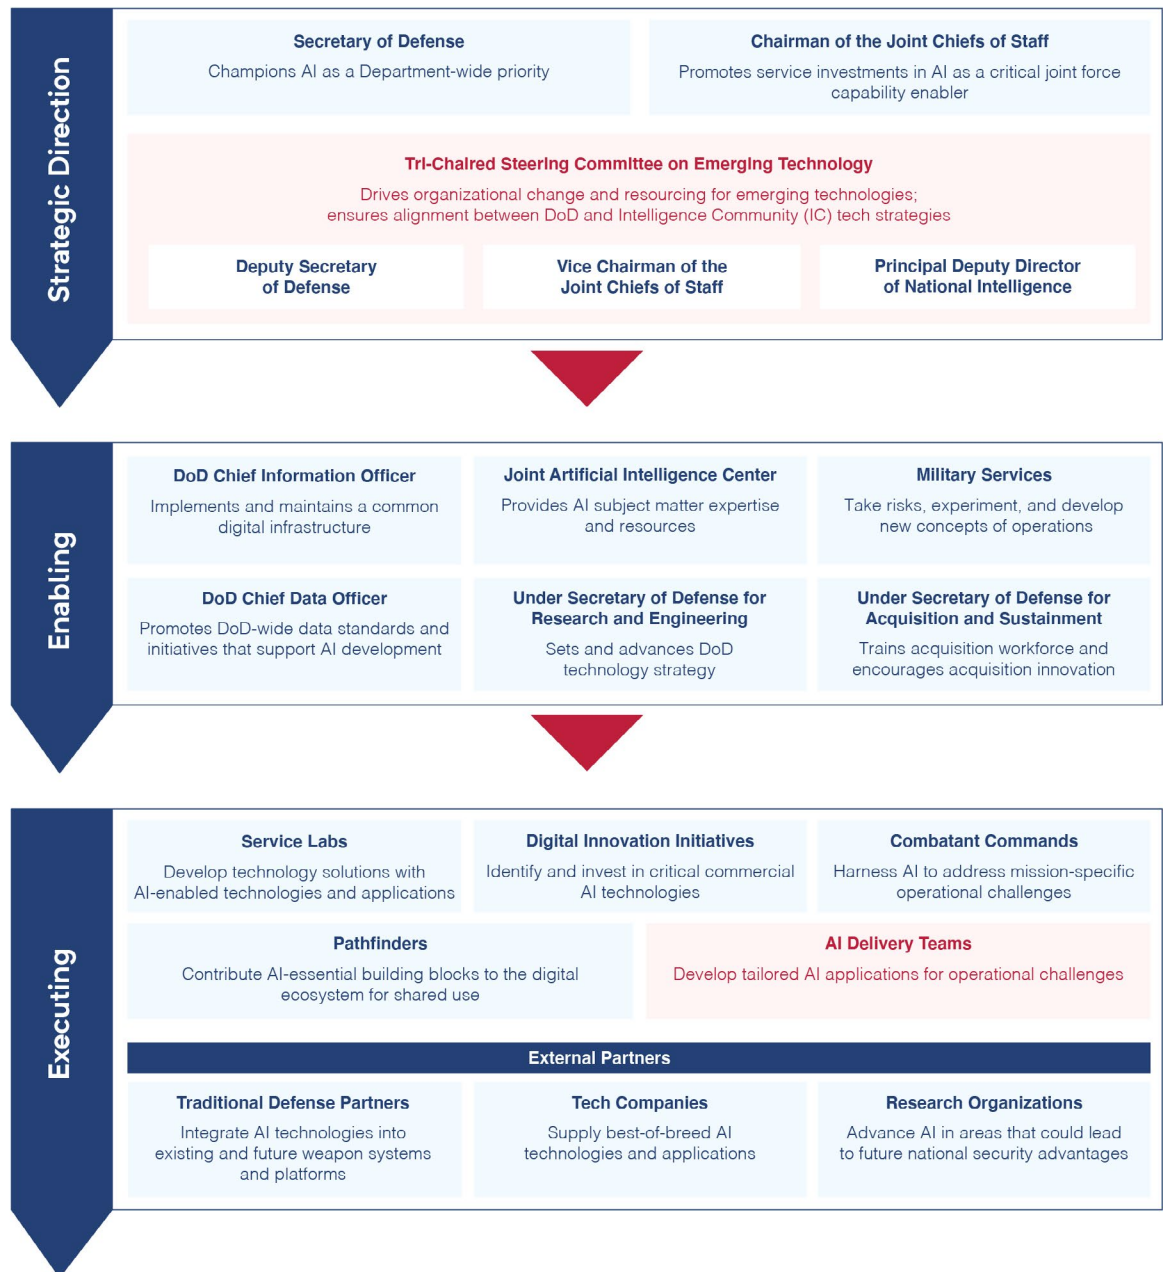 Strategic Direction
Secretary of Defense
Champions AI as a Department-wide priority
Chairman of the Joint Chiefs of Staff
Promotes service investments in AI as a critical joint force
capability enabler
Tri-Chaired Steering Committee on Emerging Technology
Drives organizational change and resourcing for emerging technologies;
ensures alignment between DoD and Intelligence Community (IC) tech strategies
Deputy Secretary
of Defense
Vice Chairman of the
Joint Chiefs of Staff
Principal Deputy Director
of National Intelligence
Enabling
DoD Chief Information Officer
Implements and maintains a common
digital infrastructure
Joint Artificial Intelligence Center
Provides AI subject matter expertise
and resources
Military Services
Take risks, experiment, and develop
new concepts of operations
DoD Chief Data Officer
Promotes DoD-wide data standards and
initiatives that support AI development
Under Secretary of Defense for
Research and Engineering
Sets and advances DoD
technology strategy
Under Secretary of Defense for
Acquisition and Sustainment
Trains acquisition workforce and
encourages acquisition innovation
Executing
Service Labs
Develop technology solutions with
AI-enabled technologies and applications
Digital Innovation Initiatives
Identify and invest in critical commercial
AI technologies
Combatant Commands
Harness AI to address mission-specific
operational challenges
Pathfinders
Contribute AI-essential building blocks to the digital
ecosystem for shared use
AI Delivery Teams
Develop tailored AI applications for operational challenges
External Partners
Traditional Defense Partners
Integrate AI technologies into
existing and future weapon systems
and platforms
Tech Companies
Supply best-of-breed AI
technologies and applications
Research Organizations
Advance AI in areas that could lead
to future national security advantages